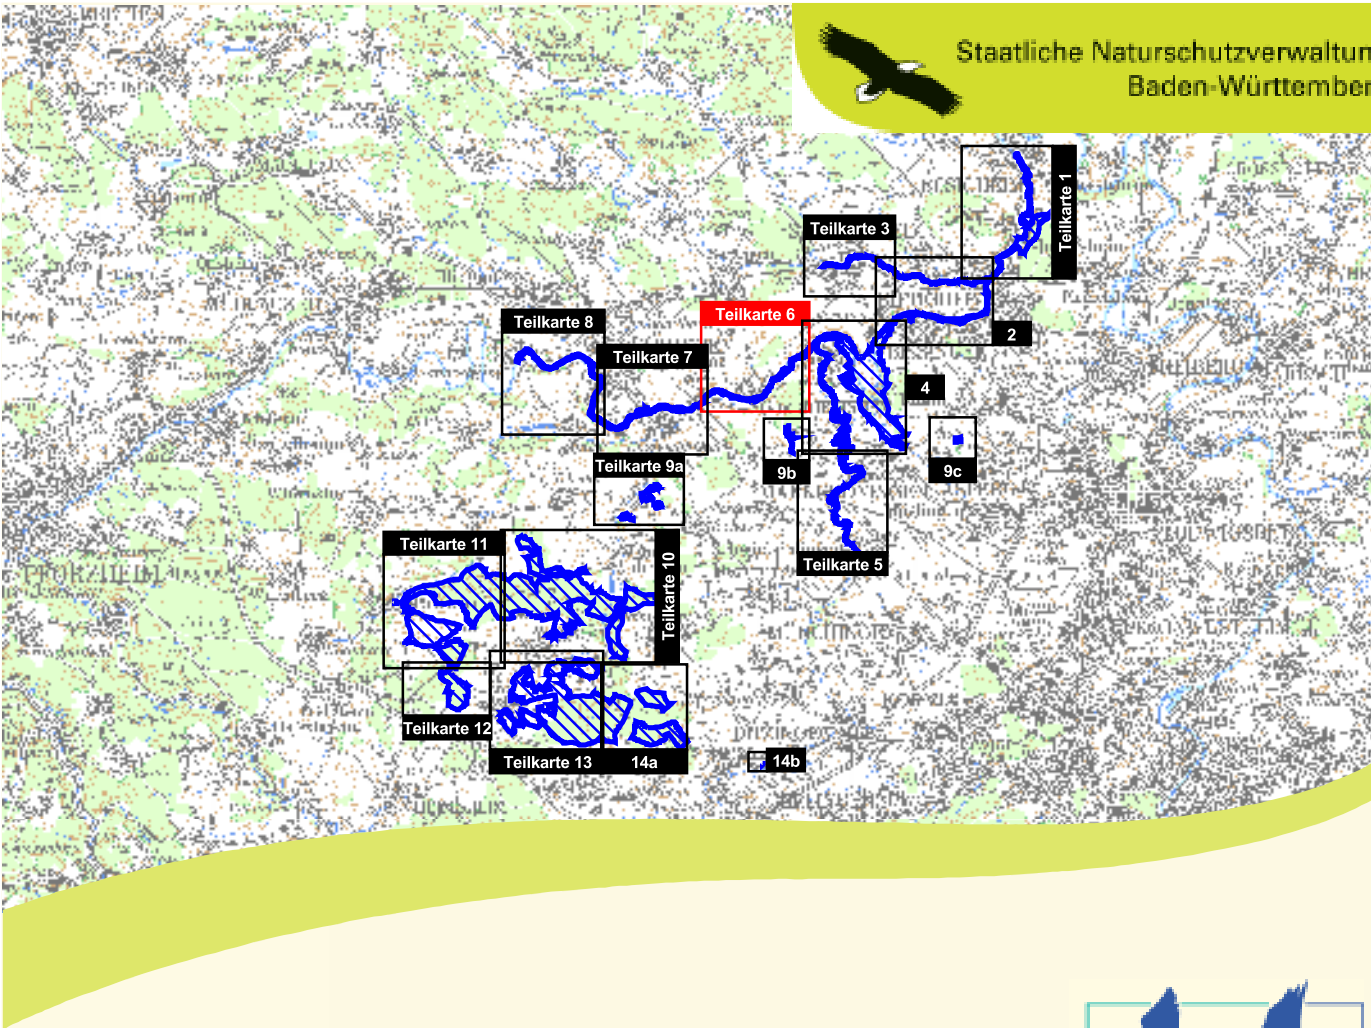 Staatliche Naturschutzverwaltun
Baden-Württember
Teilkarte 1
Teilkarte 3
Teilkarte 6
Teilkarte 8
2
Teilkarte 7
4
Teilkarte 9a
9b
9c
Teilkarte 11
Teilkarte 10
Teilkarte 5
Teilkarte 12
Teilkarte 13
14a
14b